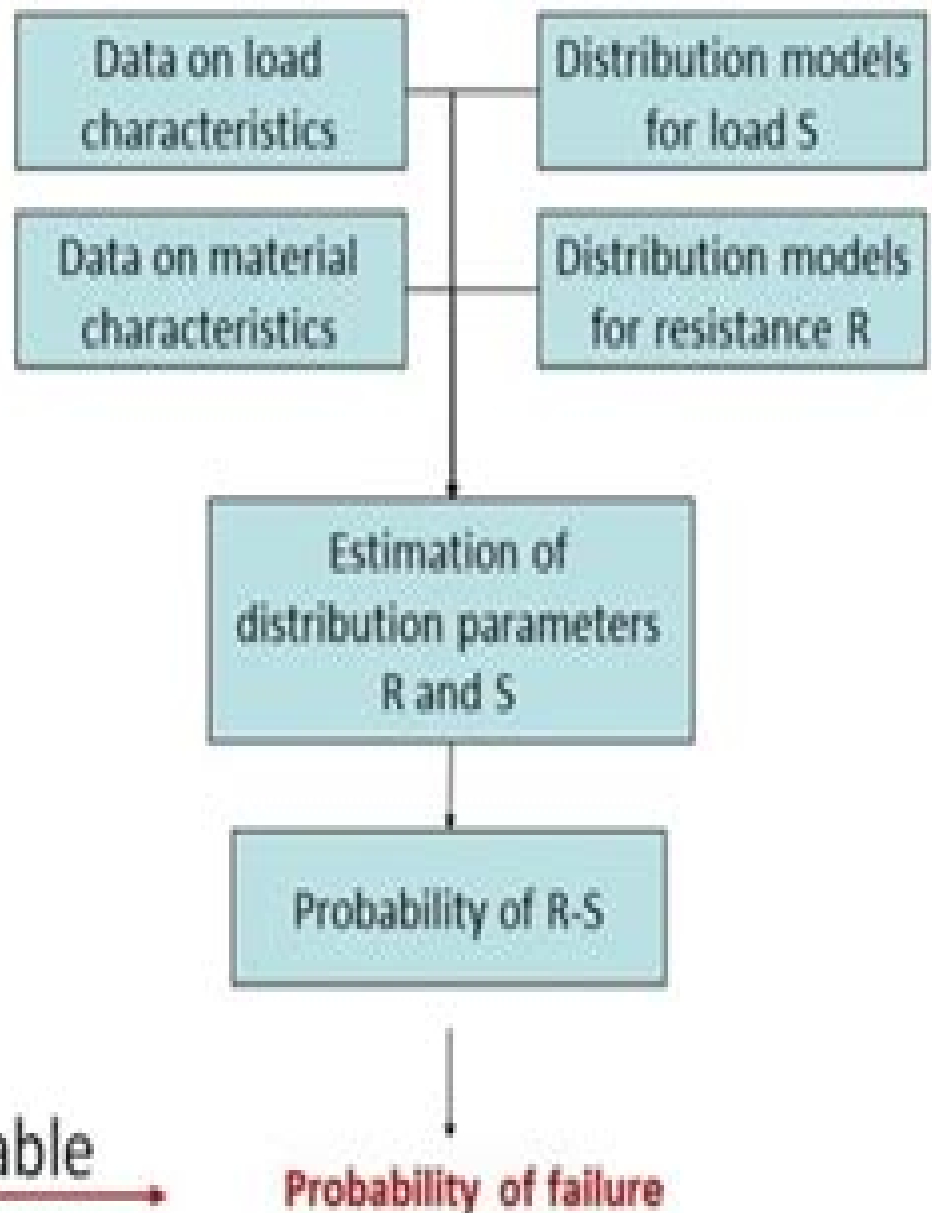 Data on load
characteristics
Distribution models
for load S
Data on material
characteristics
Distribution models
for resistance R
Estimation of
distribution parameters
R and S
Probability of R-S
able
Probability of failure